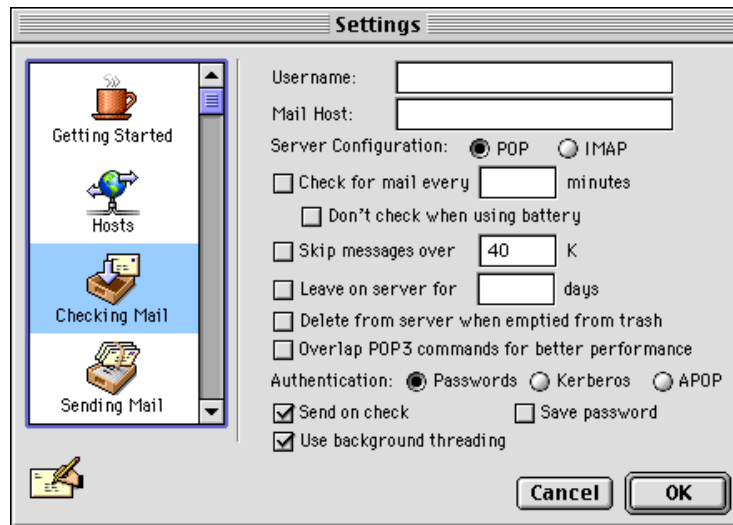 Settings
Getting Started
Hosts
Checking Mail
Sending Mail
Username:
Mail Host:
Server Configuration: POP IMAP
Check for mail every minutes
Don't check when using battery
Skip messages over 40 K
Leave on server for days
Delete from server when emptied from trash
Overlap POP3 commands for better performance
Authentication: Passwords Kerberos APOP
Send on check Save password
Use background threading
Cancel OK